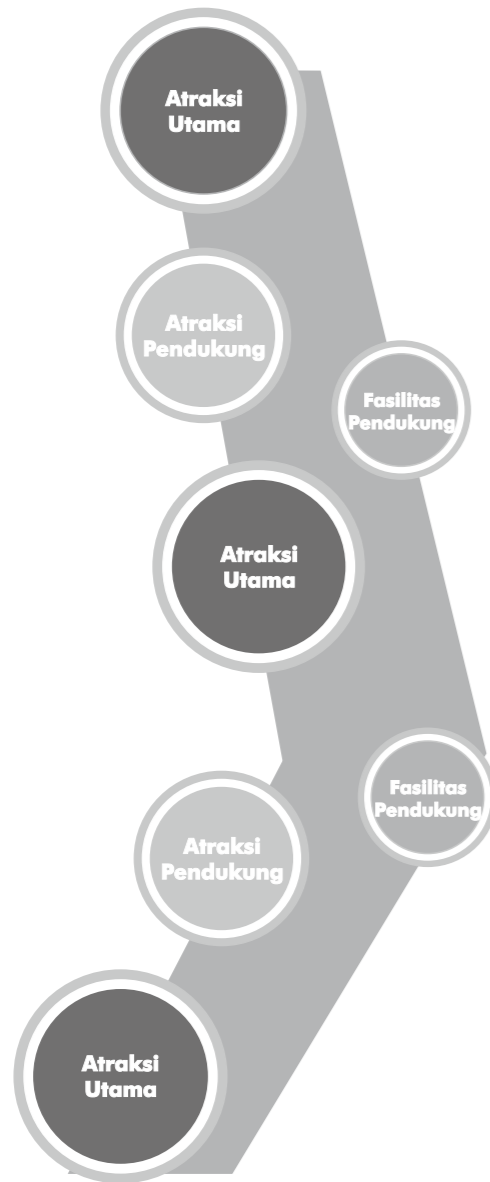 Atraksi
Utama
Atraksi
Pendukung
Fasilitas
Pendukung
Atraksi
Utama
Fasilitas
Pendukung
Atraksi
Pendukung
Atraksi
Utama